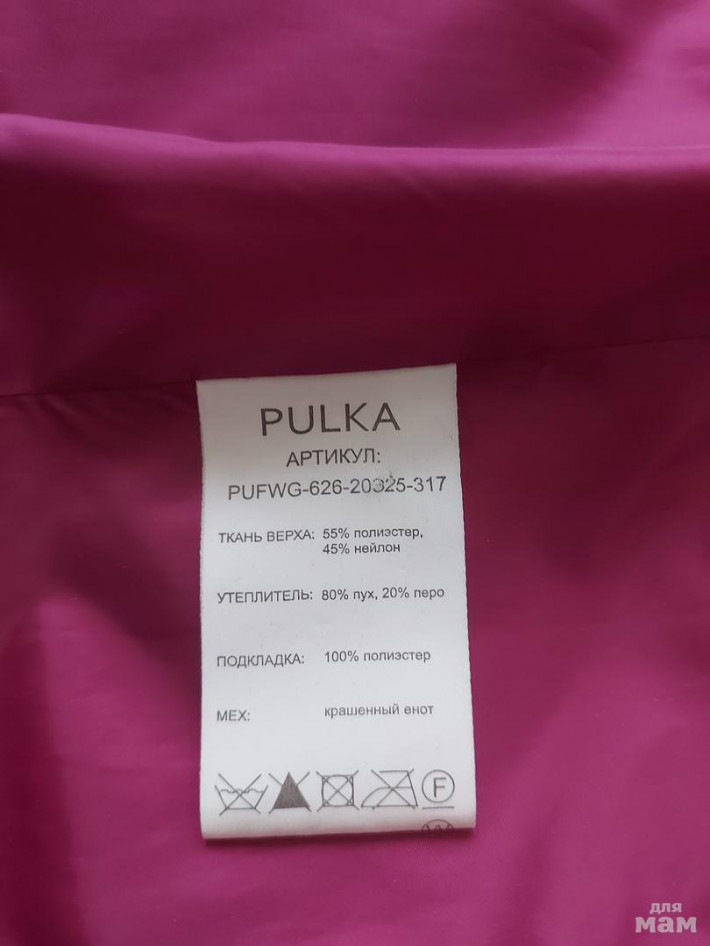 PULKA
АРТИКУЛ:
PUFWG-626-20325-317
ТКАНЬ ВЕРХА: 55% полиэстер,
45% нейлон
УТЕПЛИТЕЛЬ: 80% пух, 20% перо
ПОДКЛАДКА: 100% полиэстер
МЕХ: крашенный енот
F
для
мам